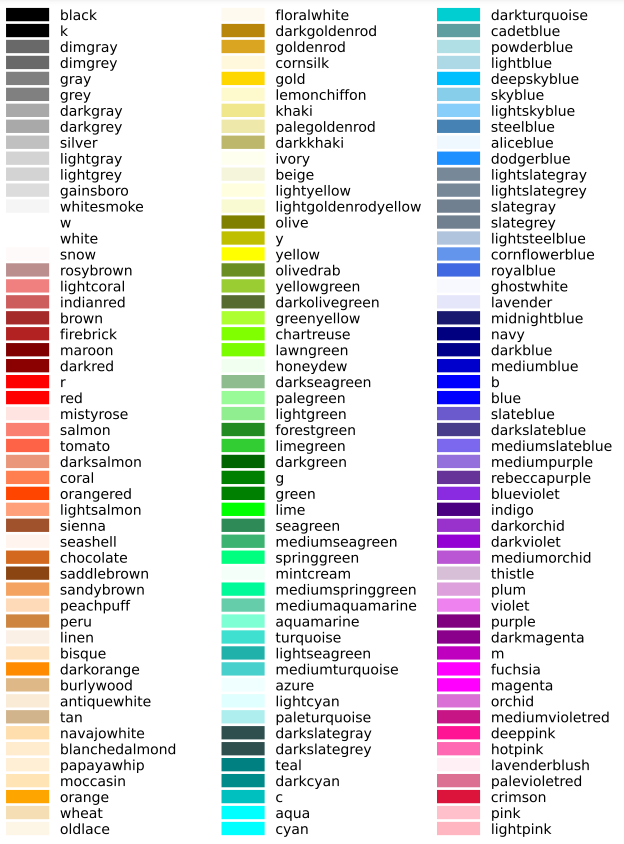 black
k
dimgray
dimgrey
gray
grey
darkgray
darkgrey
silver
lightgray
lightgrey
gainsboro
whitesmoke
w
white
snow
rosybrown
lightcoral
indianred
brown
firebrick
maroon
darkred
r
red
mistyrose
salmon
tomato
darksalmon
coral
orangered
lightsalmon
sienna
seashell
chocolate
saddlebrown
sandybrown
peachpuff
peru
linen
bisque
darkorange
burlywood
antiquewhite
tan
navajowhite
blanchedalmond
papayawhip
moccasin
orange
wheat
oldlace
floralwhite
darkgoldenrod
goldenrod
cornsilk
gold
lemonchiffon
khaki
palegoldenrod
darkkhaki
ivory
beige
lightyellow
lightgoldenrodyellow
olive
y
yellow
olivedrab
yellowgreen
darkolivegreen
greenyellow
chartreuse
lawngreen
honeydew
darkseagreen
palegreen
lightgreen
forestgreen
limegreen
darkgreen
g
green
lime
seagreen
mediumseagreen
springgreen
mintcream
mediumspringgreen
mediumaquamarine
aquamarine
turquoise
lightseagreen
mediumturquoise
azure
lightcyan
paleturquoise
darkslategray
darkslategrey
teal
darkcyan
c
aqua
cyan
darkturquoise
cadetblue
powderblue
lightblue
deepskyblue
skyblue
lightskyblue
steelblue
aliceblue
dodgerblue
lightslategray
lightslategrey
slategray
slategrey
lightsteelblue
cornflowerblue
royalblue
ghostwhite
lavender
midnightblue
navy
darkblue
mediumblue
b
blue
slateblue
darkslateblue
mediumslateblue
mediumpurple
rebeccapurple
blueviolet
indigo
darkorchid
darkviolet
mediumorchid
thistle
plum
violet
purple
darkmagenta
m
fuchsia
magenta
orchid
mediumvioletred
deeppink
hotpink
lavenderblush
palevioletred
crimson
pink
lightpink